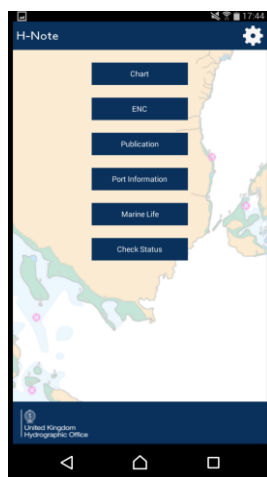 17:44
H-Note
Chart
ENC
Publication
Port Information
Marine Life
Check Status
United Kingdom
Hydrographic Office